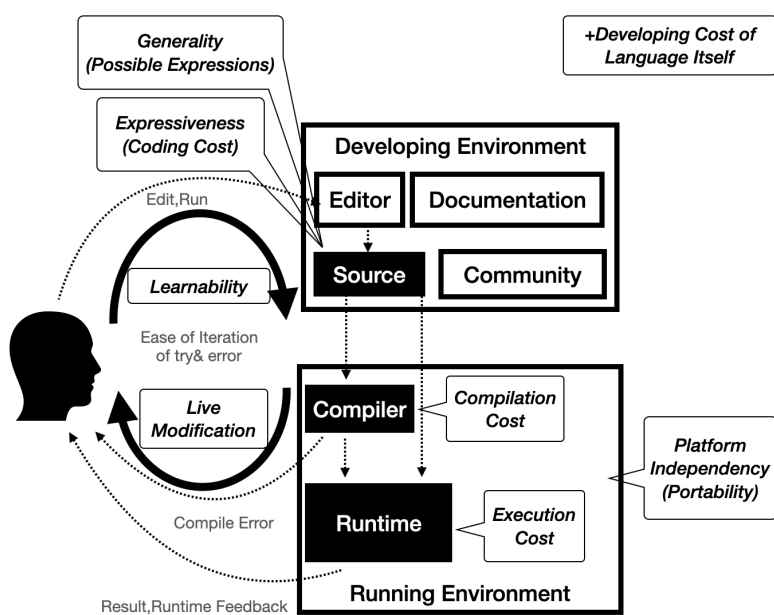 Generality
(Possible Expressions)
+Developing Cost of
Language Itself
Expressiveness
(Coding Cost)
Developing Environment
Edit,Run
Editor
Documentation
Source
Community
Learnability
Ease of Iteration
of try& error
Live
Modification
Compiler
Compilation
Cost
Platform
Independency
(Portability)
Compile Error
Runtime
Execution
Cost
Running Environment
Result,Runtime Feedback